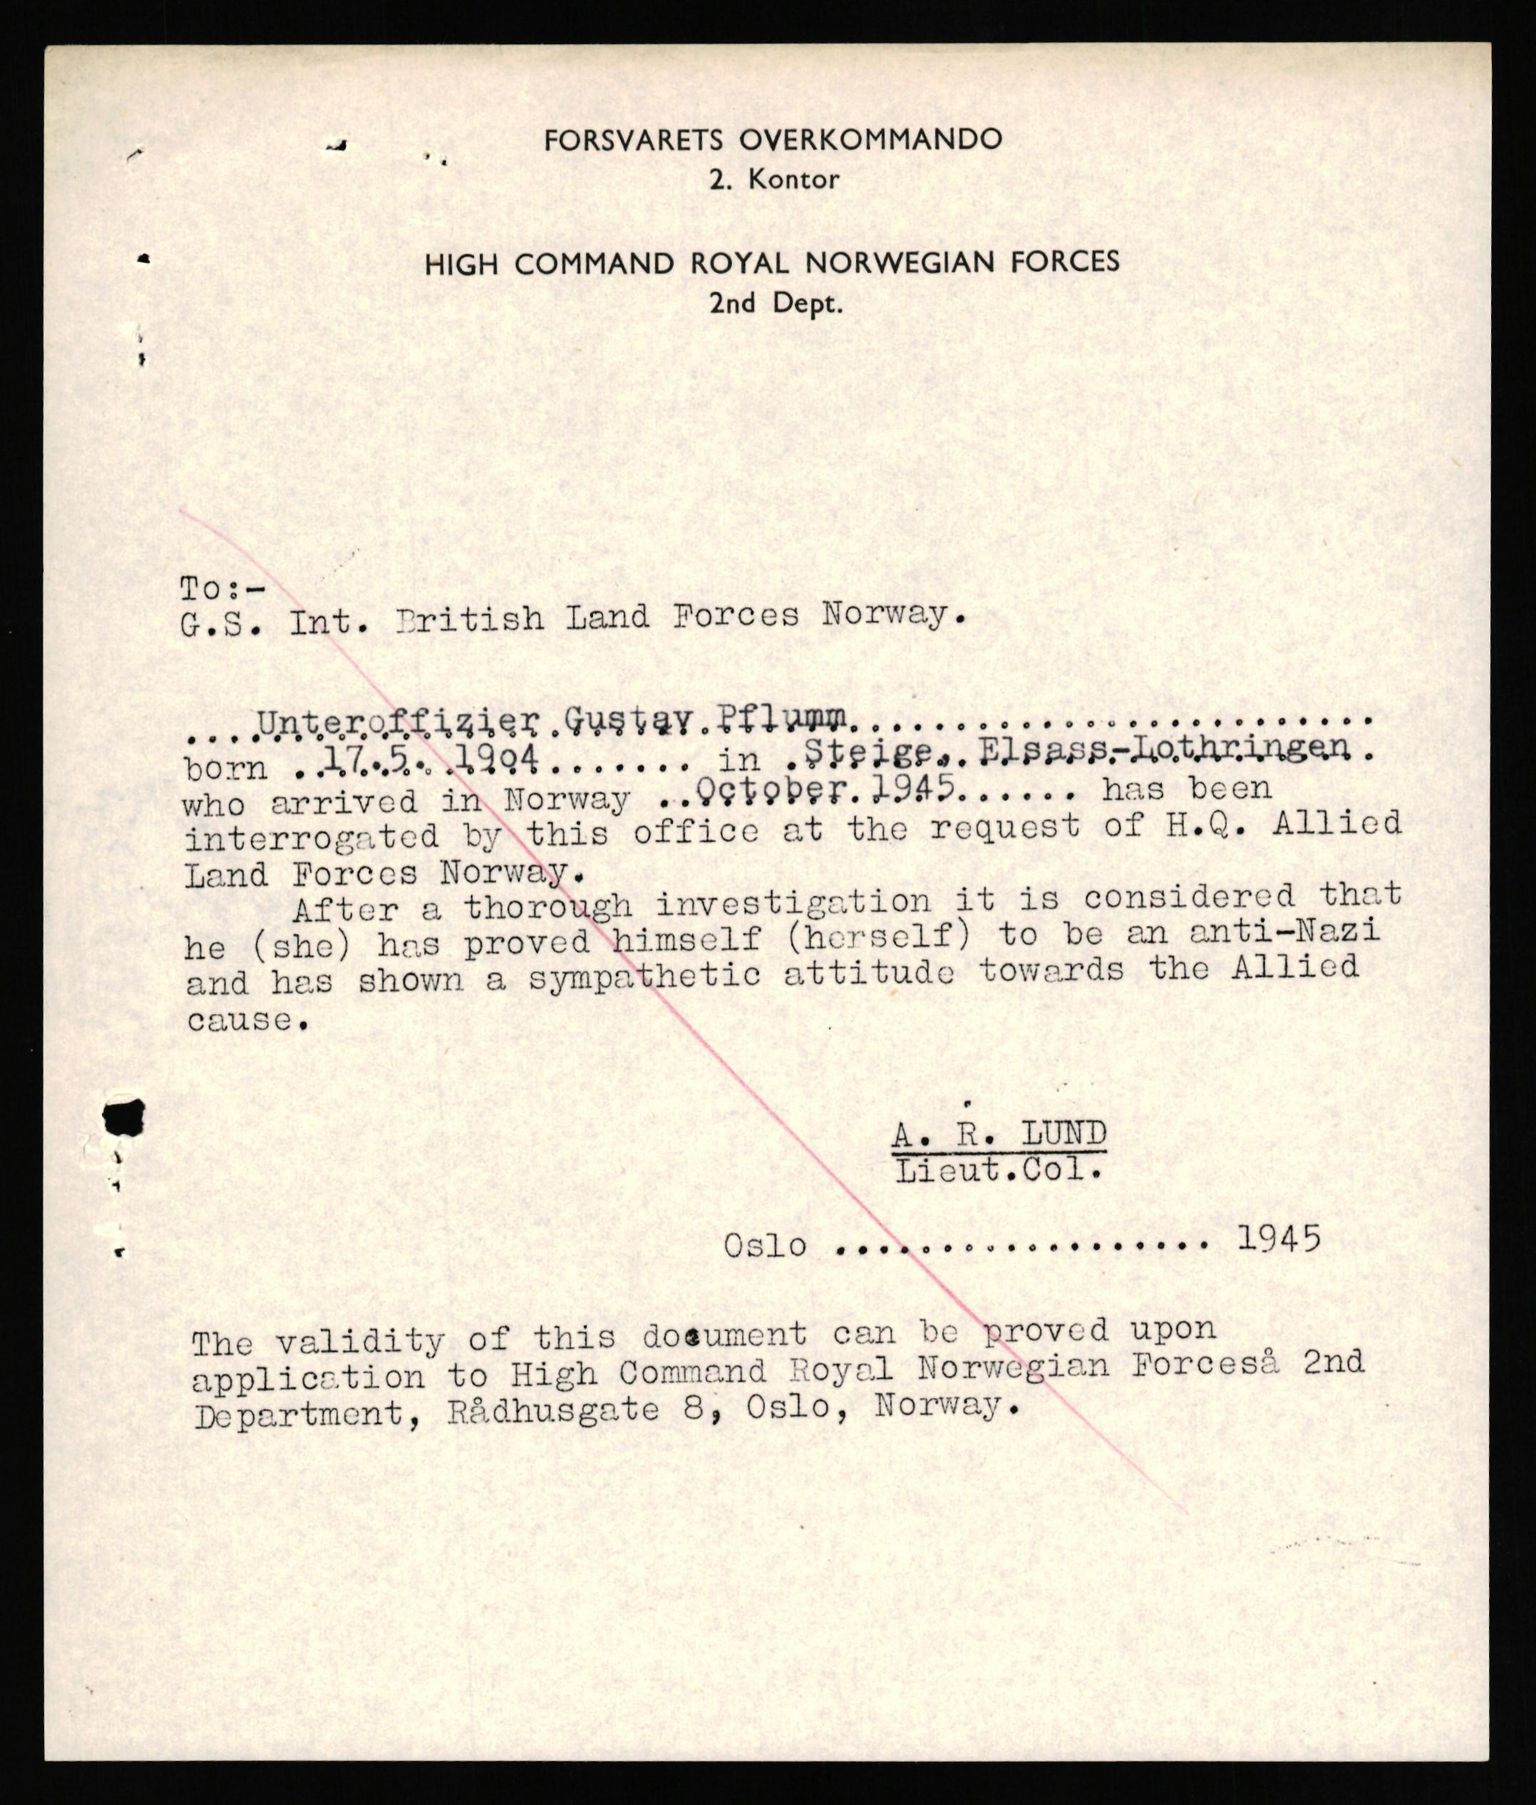 FORSVARETS OVERKOMMANDO
2. Kontor
HIGH COMMAND ROYAL NORWEGIAN FORCES
2nd Dept.
To:-
G.S. Int. British Land Forces Norway.
....Unteroffizier Gustav Pflumm.........................
born ..17.5. 1904....... in .Steige, Elsass-Lothringen.
who arrived in Norway ..October 1945...... has been
interrogated by this office at the request of H.Q. Allied
Land Forces Norway.
After a thorough investigation it is considered that
he (she) has proved himself (herself) to be an anti-Nazi
and has shown a sympathetic attitude towards the Allied
cause.
A. R. LUND
Lieut.Col.
Oslo .................. 1945
The validity of this document can be proved upon
application to High Command Royal Norwegian Forceså 2nd
Department, Rådhusgate 8, Oslo, Norway.